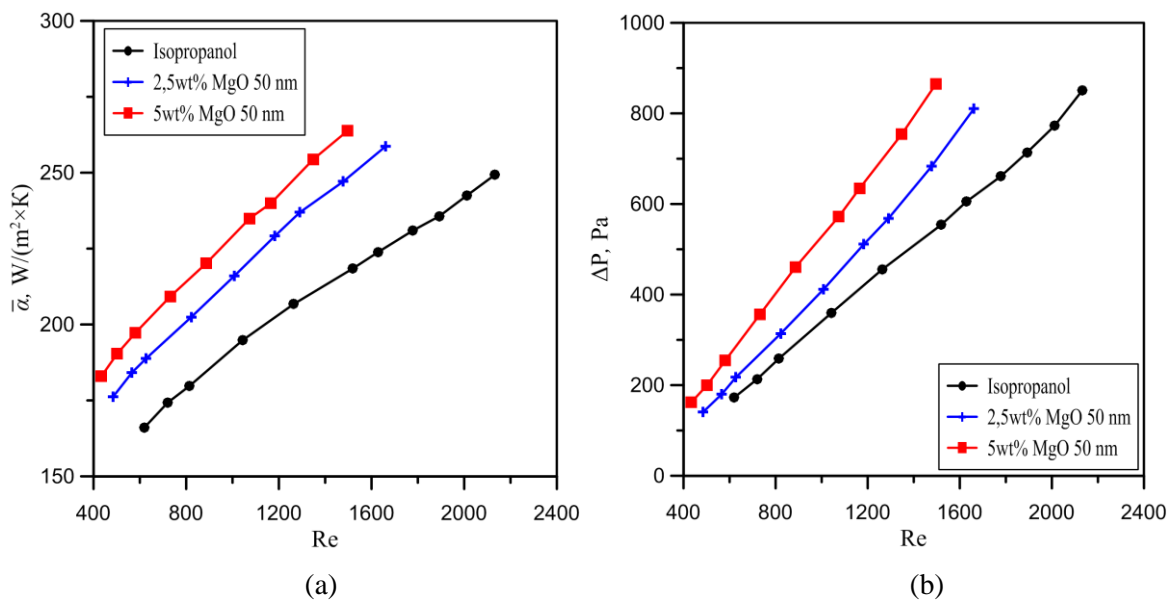 300
250
200
150
ᾱ, W/(m²×K)
Isopropanol
2,5wt% MgO 50 nm
5wt% MgO 50 nm
400 800 1200 1600 2000 2400
Re
(a)
1000
800
600
400
200
0
ΔP, Pa
Isopropanol
2,5wt% MgO 50 nm
5wt% MgO 50 nm
400 800 1200 1600 2000 2400
Re
(b)